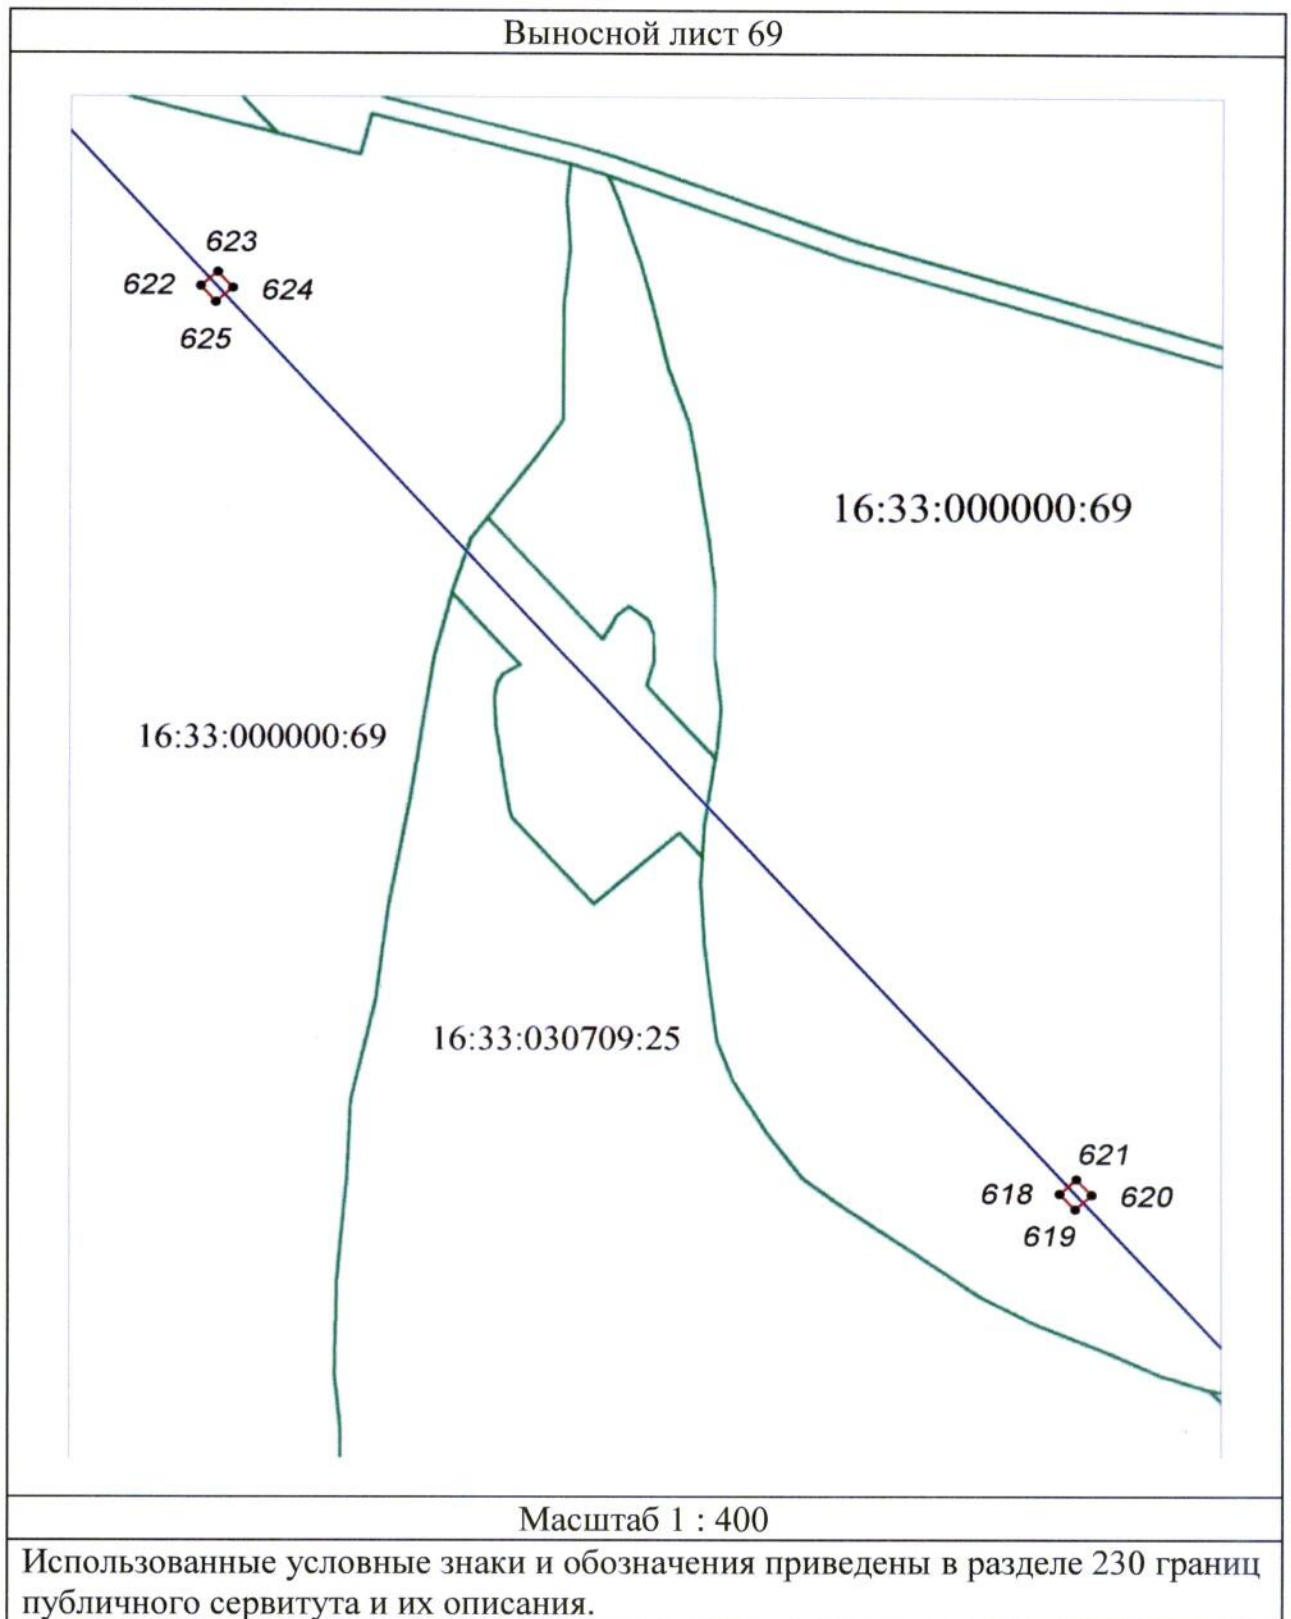 Выносной лист 69
623
622
624
625
16:33:000000:69
16:33:000000:69
16:33:030709:25
621
618
620
619
Масштаб 1 : 400
Использованные условные знаки и обозначения приведены в разделе 230 границ
публичного сервитута и их описания.